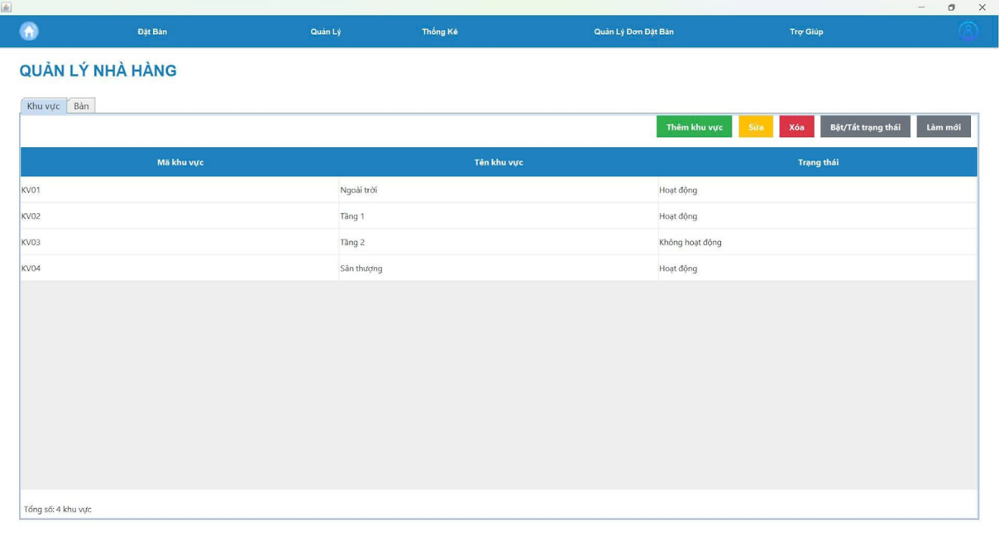 Đặt Bàn Quản Lý Thống Kê Quản Lý Đơn Đặt Bàn Trợ Giúp
QUẢN LÝ NHÀ HÀNG
Khu vực Bàn
Thêm khu vực Sửa Xóa Bật/Tắt trạng thái Làm mới
Mã khu vực Tên khu vực Trạng thái
KV01 Ngoài trời Hoạt động
KV02 Tầng 1 Hoạt động
KV03 Tầng 2 Không hoạt động
KV04 Sân thượng Hoạt động
Tổng số: 4 khu vực